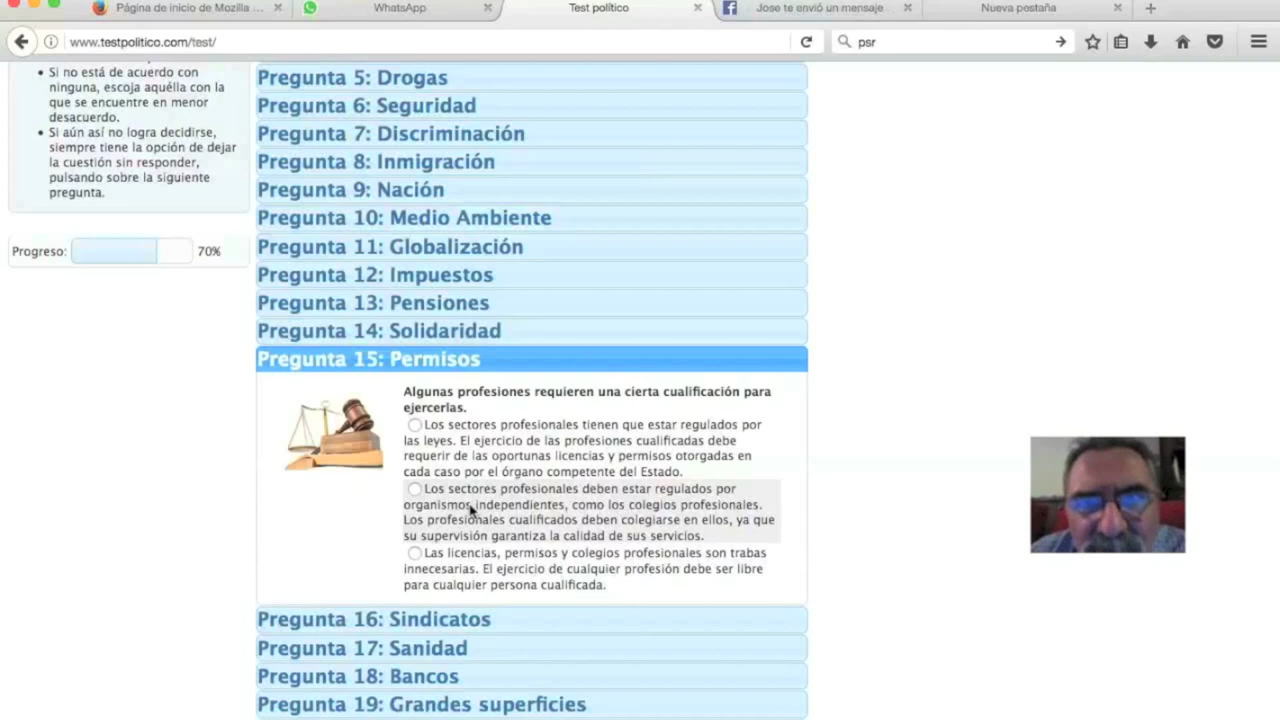 Página de inicio de Mozilla ...
WhatsApp
Test político
Jose te envió un mensaje
Nueva pestaña
www.testpolitico.com/test/
psr
Si no está de acuerdo con
ninguna, escoja aquélla con la
que se encuentre en menor
desacuerdo.
Si aún así no logra decidirse,
siempre tiene la opción de dejar
la cuestión sin responder,
pulsando sobre la siguiente
pregunta.
Progreso: 70%
Pregunta 5: Drogas
Pregunta 6: Seguridad
Pregunta 7: Discriminación
Pregunta 8: Inmigración
Pregunta 9: Nación
Pregunta 10: Medio Ambiente
Pregunta 11: Globalización
Pregunta 12: Impuestos
Pregunta 13: Pensiones
Pregunta 14: Solidaridad
Pregunta 15: Permisos
Algunas profesiones requieren una cierta cualificación para
ejercerlas.
Los sectores profesionales tienen que estar regulados por
las leyes. El ejercicio de las profesiones cualificadas debe
requerir de las oportunas licencias y permisos otorgadas en
cada caso por el órgano competente del Estado.
Los sectores profesionales deben estar regulados por
organismos independientes, como los colegios profesionales.
Los profesionales cualificados deben colegiarse en ellos, ya que
su supervisión garantiza la calidad de sus servicios.
Las licencias, permisos y colegios profesionales son trabas
innecesarias. El ejercicio de cualquier profesión debe ser libre
para cualquier persona cualificada.
Pregunta 16: Sindicatos
Pregunta 17: Sanidad
Pregunta 18: Bancos
Pregunta 19: Grandes superficies